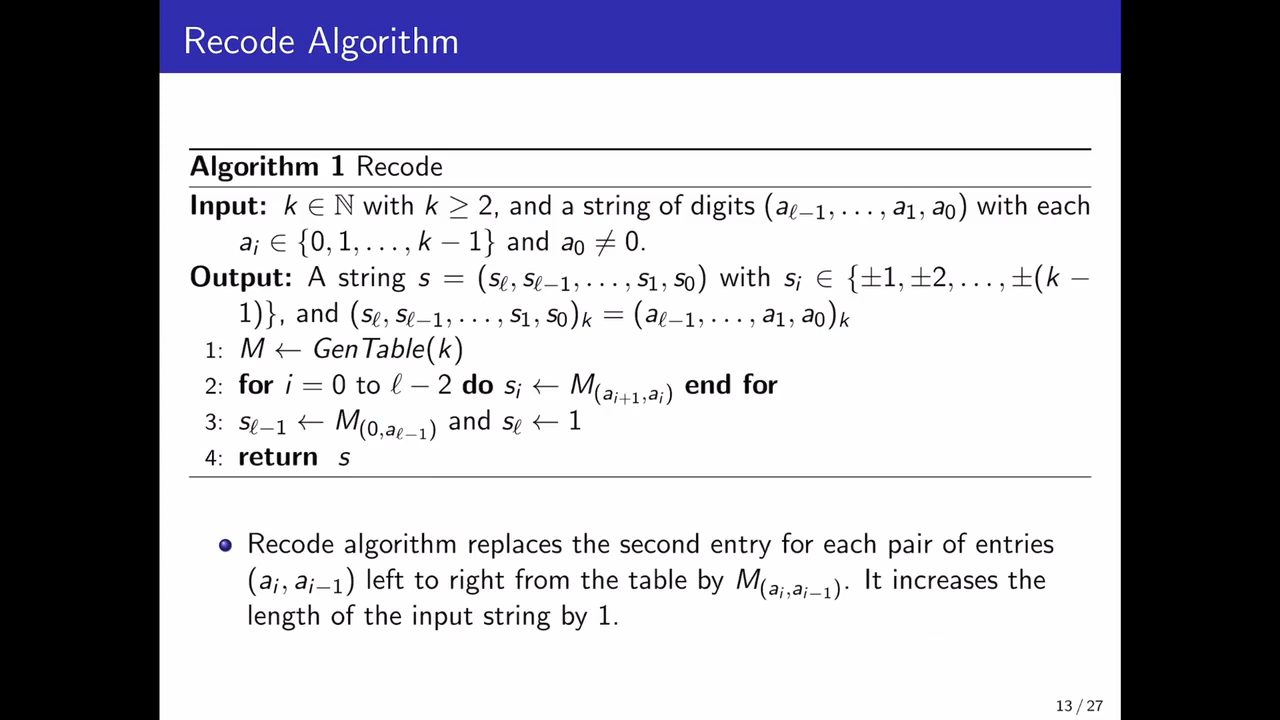 Recode Algorithm
Algorithm 1 Recode
Input: k ∈ ℕ with k ≥ 2, and a string of digits (a_{ℓ−1}, . . . , a_1, a_0) with each
a_i ∈ {0, 1, . . . , k − 1} and a_0 ≠ 0.
Output: A string s = (s_ℓ, s_{ℓ−1}, . . . , s_1, s_0) with s_i ∈ {±1, ±2, . . . , ±(k −
1)}, and (s_ℓ, s_{ℓ−1}, . . . , s_1, s_0)_k = (a_{ℓ−1}, . . . , a_1, a_0)_k
1: M ← GenTable(k)
2: for i = 0 to ℓ − 2 do s_i ← M_{(a_{i+1},a_i)} end for
3: s_{ℓ−1} ← M_{(0,a_{ℓ−1})} and s_ℓ ← 1
4: return s
Recode algorithm replaces the second entry for each pair of entries
(a_i, a_{i−1}) left to right from the table by M_{(a_i,a_{i−1})}. It increases the
length of the input string by 1.
13 / 27